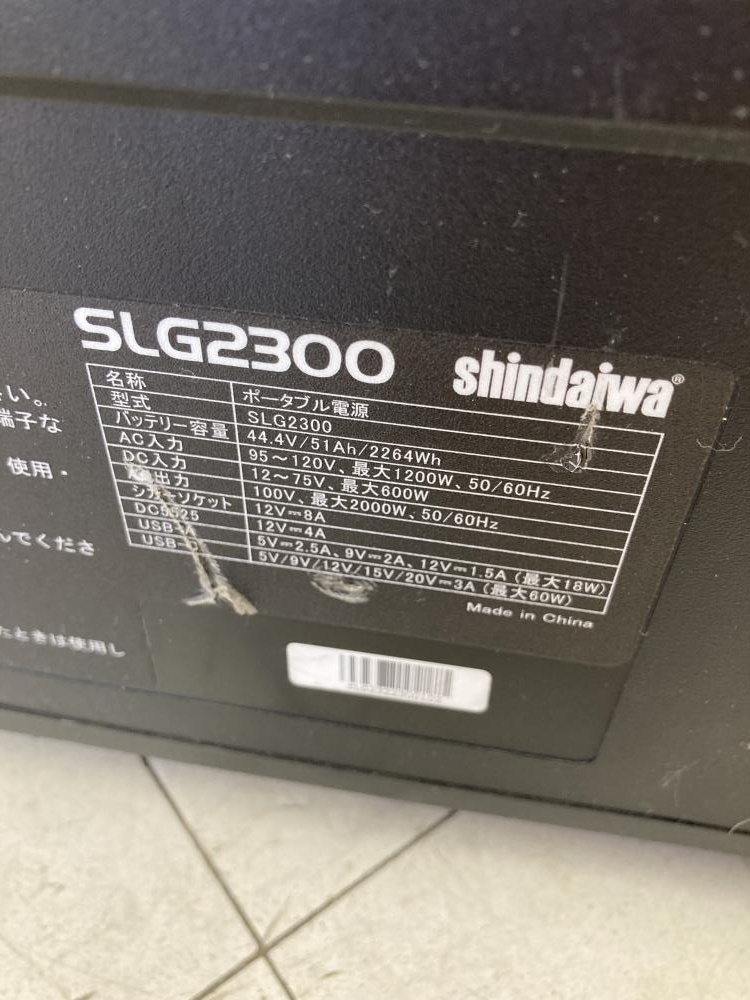 SLG2300
shindaiwa®
名称 ポータブル電源
型式 SLG2300
バッテリー容量 44.4V/51Ah/2264Wh
AC入力 95～120V、最大1200W、50/60Hz
DC入力 12～75V、最大600W
出力 100V、最大2000W、50/60Hz
シガーソケット 12V⎓8A
DC5525 12V⎓4A
USB 5V⎓2.5A、9V⎓2A、12V⎓1.5A（最大18W）
USB-C 5V/9V/12V/15V/20V⎓3A（最大60W）
Made in China
い。
端子な
使用・
んでくださ
たときは使用し